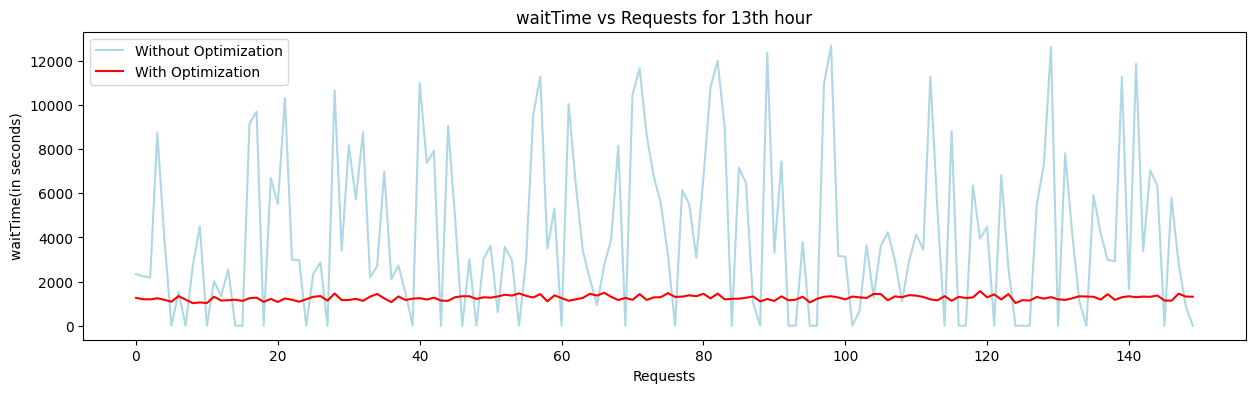 waitTime vs Requests for 13th hour
Without Optimization
With Optimization
waitTime(in seconds)
12000
10000
8000
6000
4000
2000
0
0 20 40 60 80 100 120 140
Requests